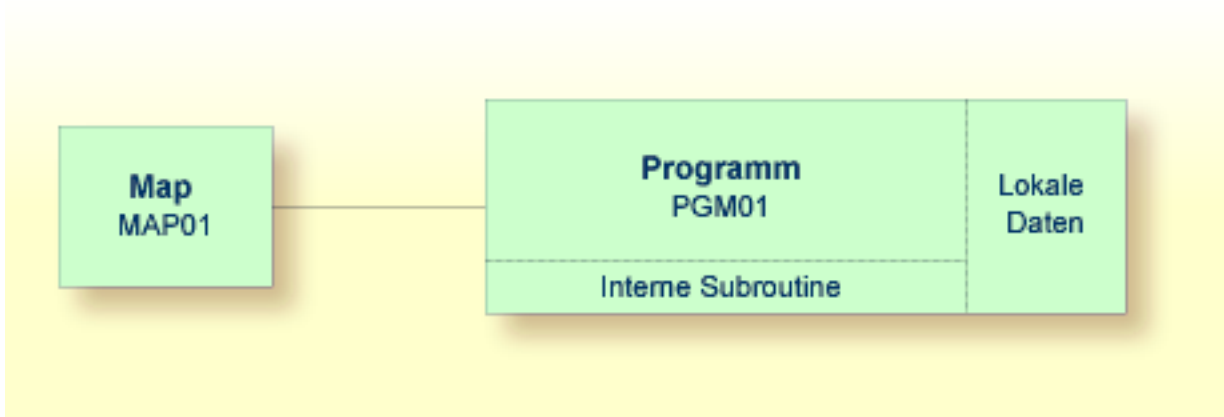 Map
MAP01
Programm
PGM01
Interne Subroutine
Lokale
Daten